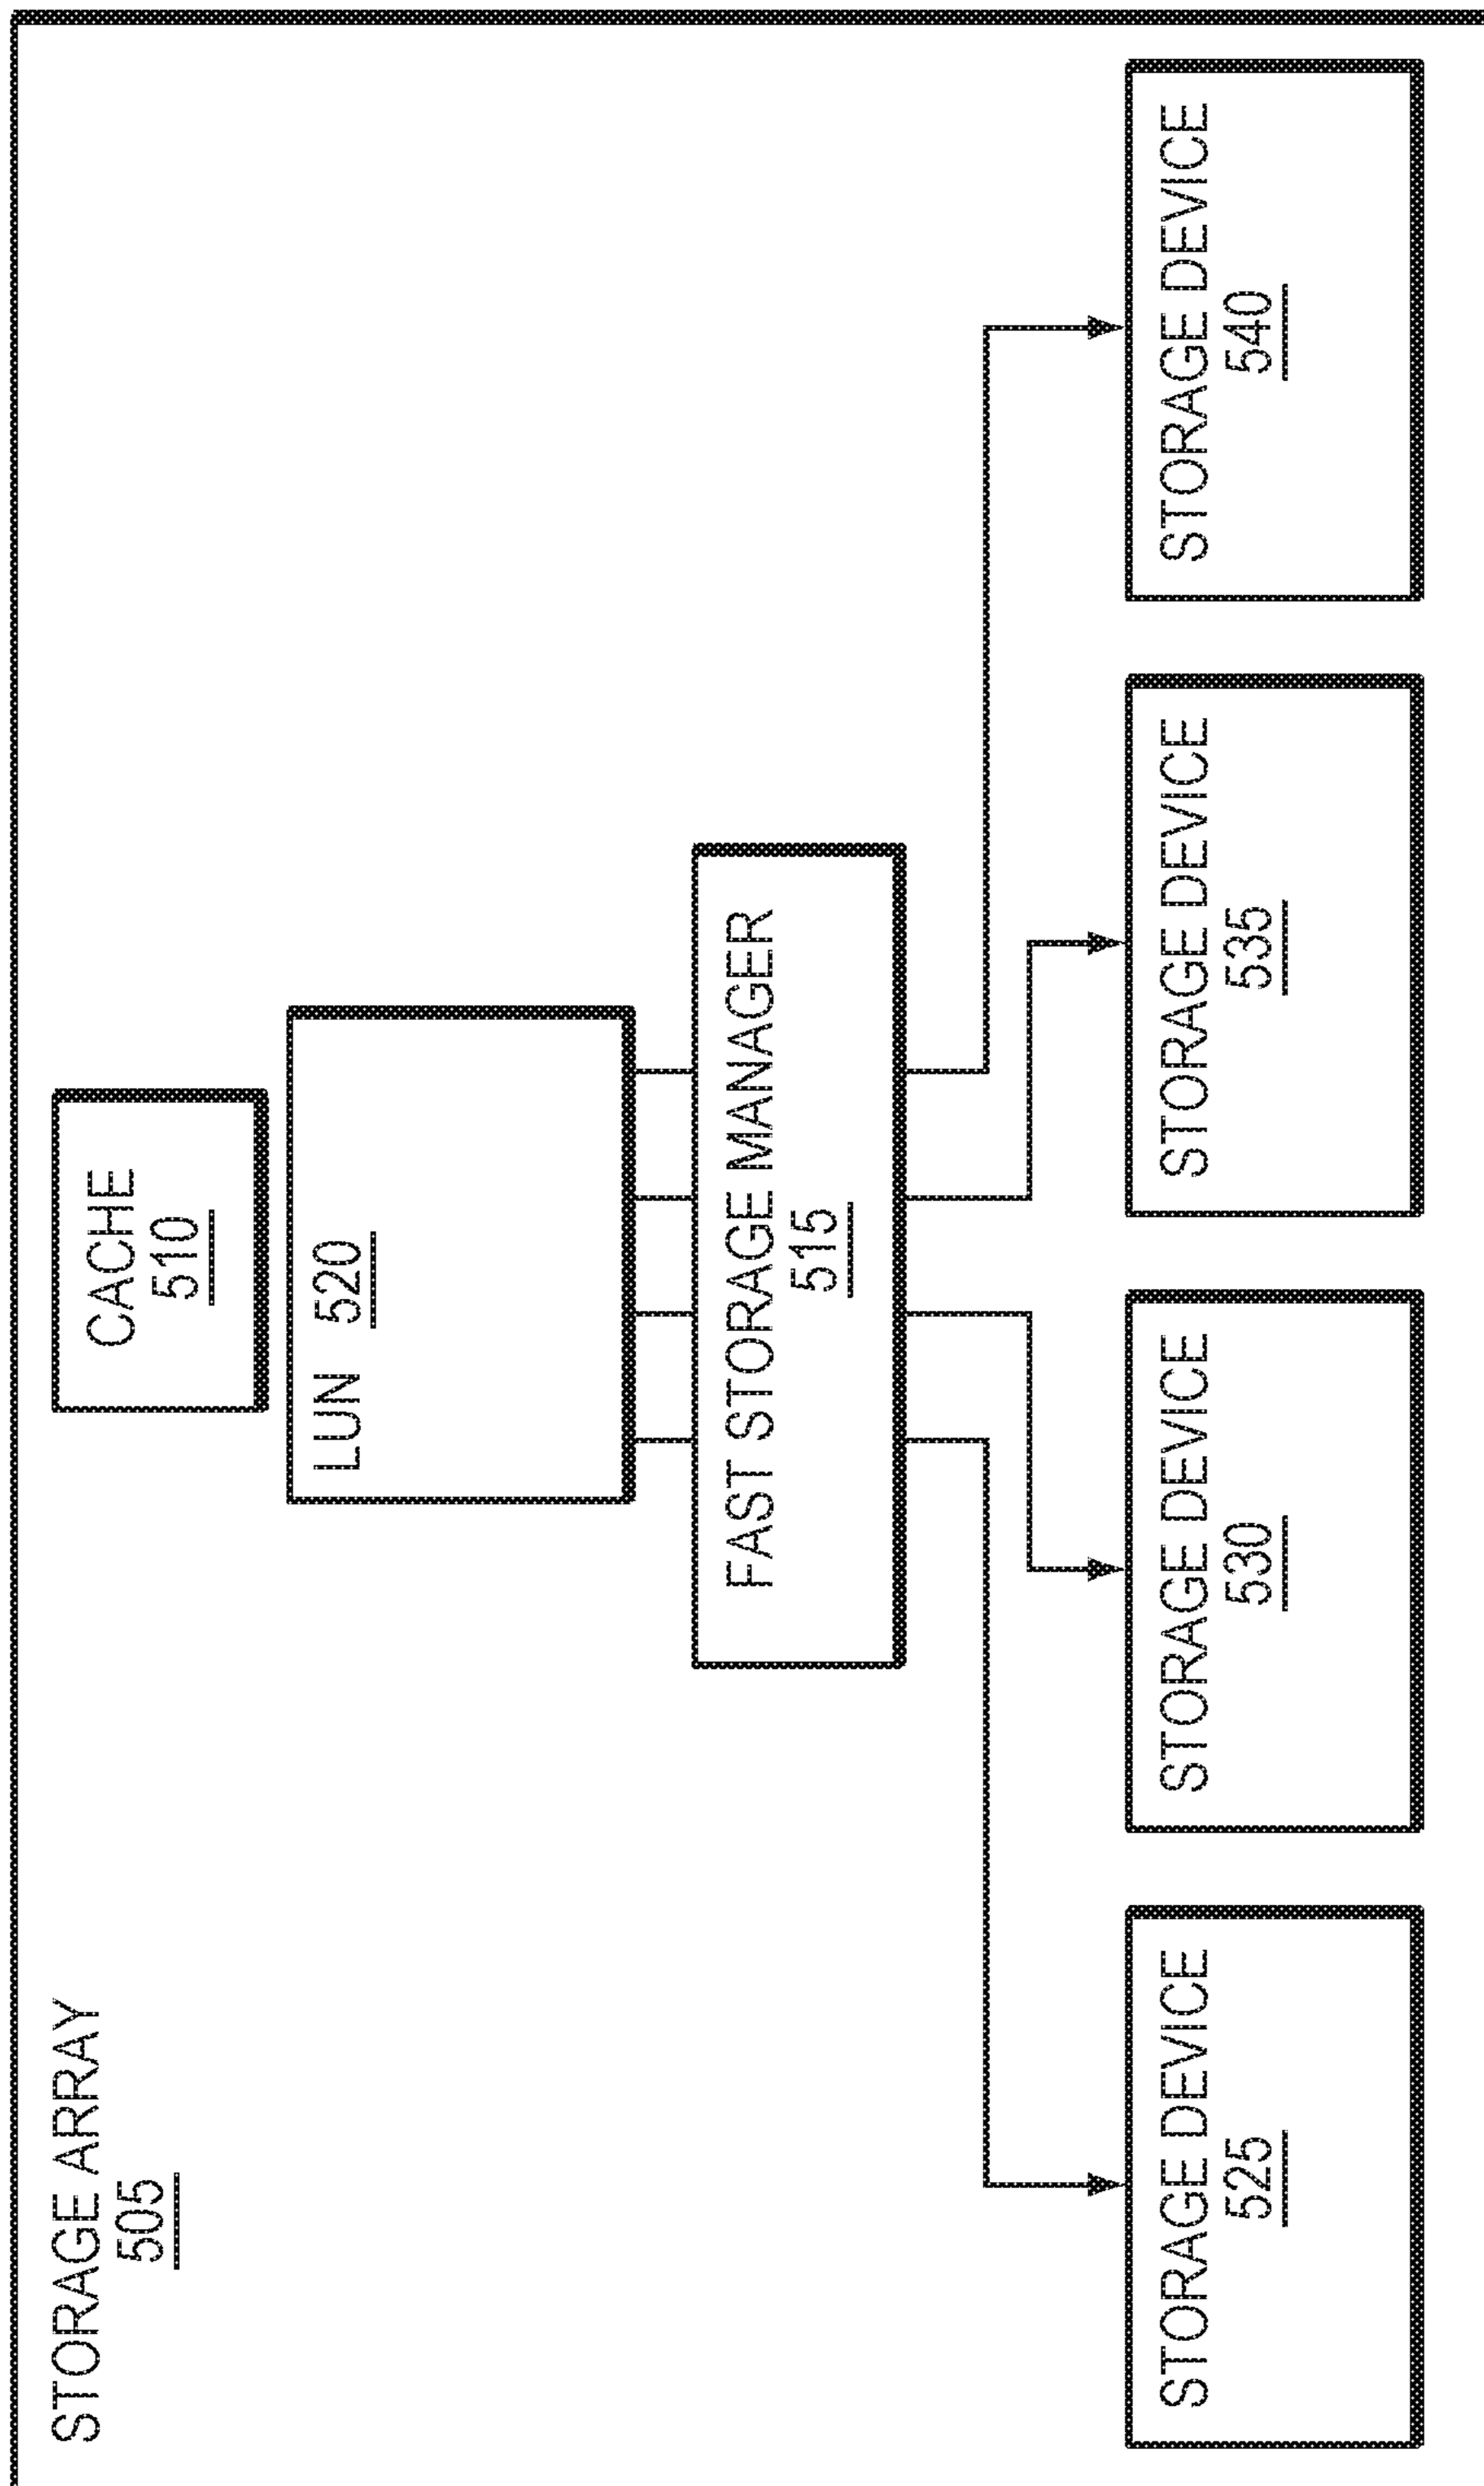 STORAGE ARRAY
505
CACHE
510
LUN 520
FAST STORAGE MANAGER
515
STORAGE DEVICE
525
STORAGE DEVICE
530
STORAGE DEVICE
535
STORAGE DEVICE
540